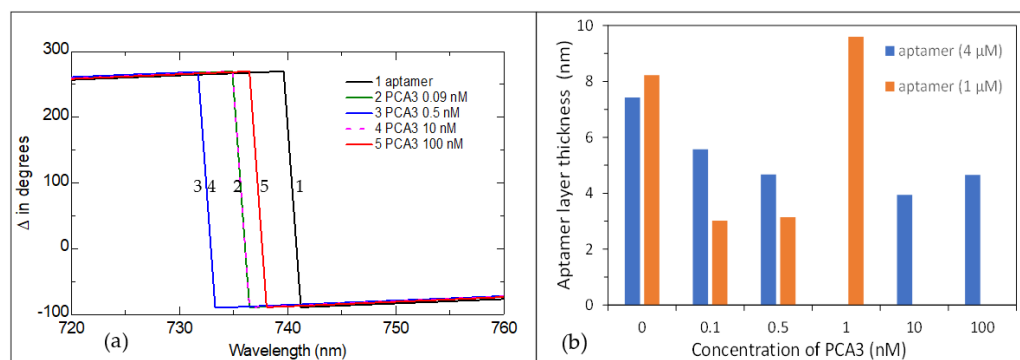 300
200
100
0
-100
720
730
740
750
760
Δ in degrees
Wavelength (nm)
1 aptamer
2 PCA3 0.09 nM
3 PCA3 0.5 nM
4 PCA3 10 nM
5 PCA3 100 nM
3 4 2 5 1
(a)
10
8
6
4
2
0
Aptamer layer thickness (nm)
aptamer (4 µM)
aptamer (1 µM)
0 0.1 0.5 1 10 100
Concentration of PCA3 (nM)
(b)